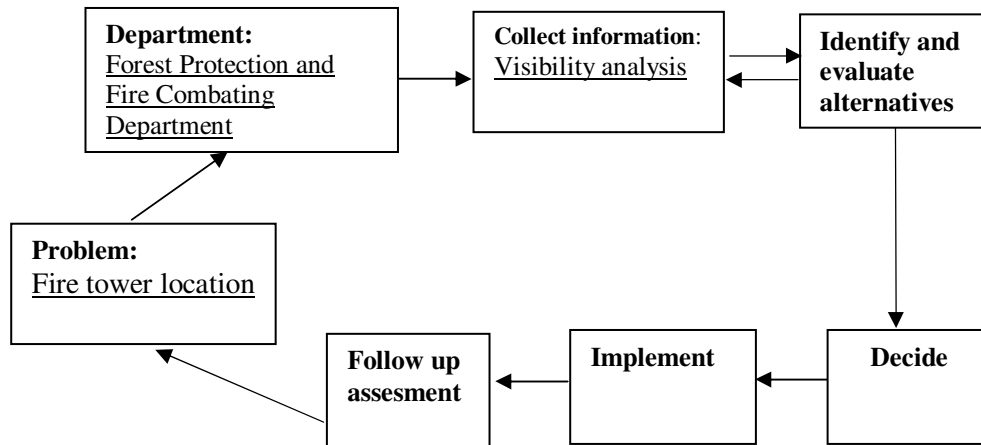 Department:
Forest Protection and
Fire Combating
Department
Collect information:
Visibility analysis
Identify and
evaluate
alternatives
Problem:
Fire tower location
Follow up
assesment
Implement
Decide